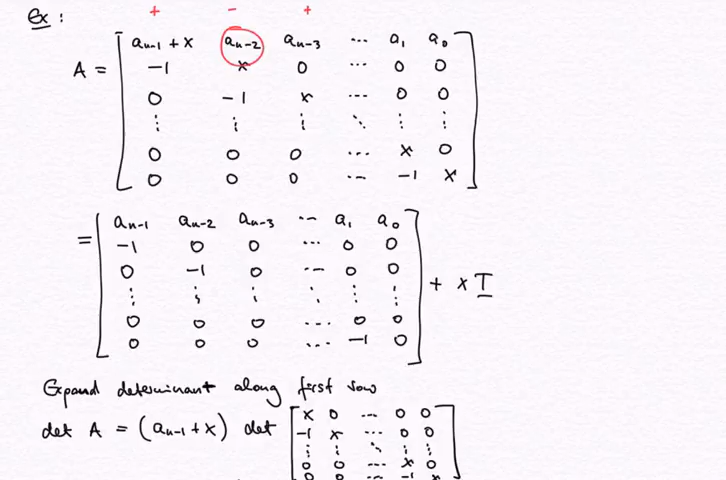 Ex: + - +
a_{n-1} + x a_{n-2} a_{n-3} ... a_1 a_0
A = -1 x 0 ... 0 0
0 -1 x ... 0 0
⋮ ⋮ ⋮ ⋱ ⋮ ⋮
0 0 0 ... x 0
0 0 0 ... -1 x
a_{n-1} a_{n-2} a_{n-3} ... a_1 a_0
= -1 0 0 ... 0 0
0 -1 0 ... 0 0 + x I
⋮ ⋮ ⋮ ⋱ ⋮ ⋮
0 0 0 ... 0 0
0 0 0 ... -1 0
Expand determinant along first row
x 0 ... 0 0
det A = (a_{n-1} + x) det -1 x ... 0 0
⋮ ⋮ ⋱ ⋮ ⋮
0 0 ... x 0
0 0 ... -1 x